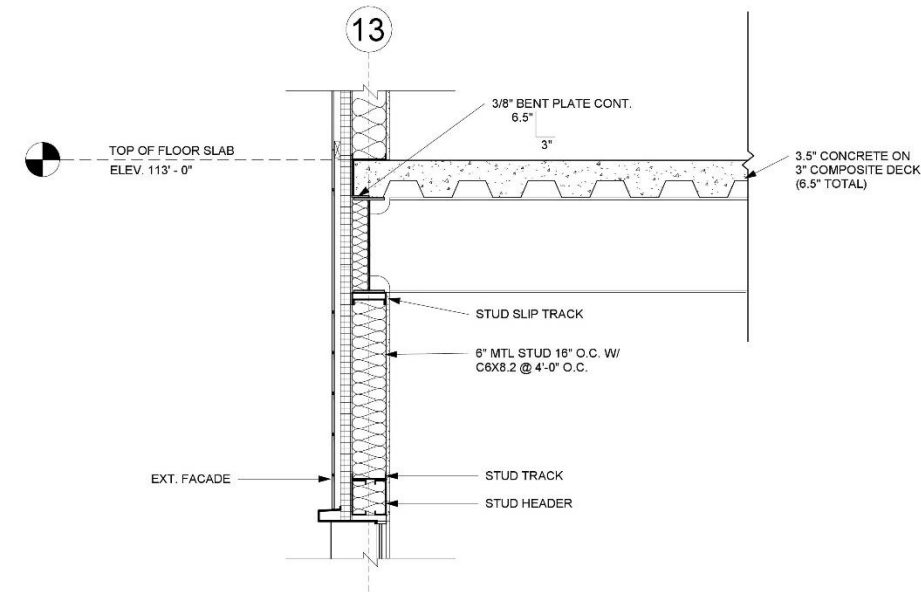 13
3/8" BENT PLATE CONT.
6.5"
3"
TOP OF FLOOR SLAB
ELEV. 113' - 0"
3.5" CONCRETE ON
3" COMPOSITE DECK
(6.5" TOTAL)
STUD SLIP TRACK
6" MTL STUD 16" O.C. W/
C6X8.2 @ 4'-0" O.C.
EXT. FACADE
STUD TRACK
STUD HEADER